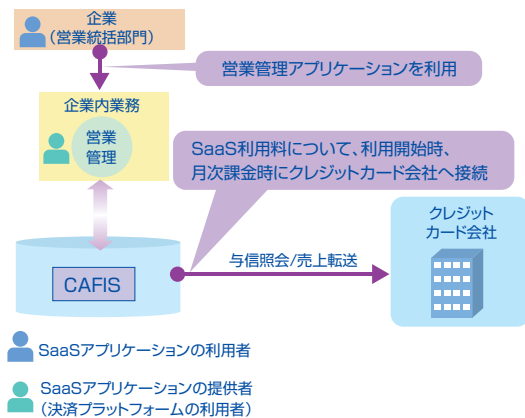 企業
(営業統括部門)
営業管理アプリケーションを利用
企業内業務
営業
管理
SaaS利用料について、利用開始時、
月次課金時にクレジットカード会社へ接続
クレジット
カード会社
与信照会/売上転送
CAFIS
SaaSアプリケーションの利用者
SaaSアプリケーションの提供者
(決済プラットフォームの利用者)